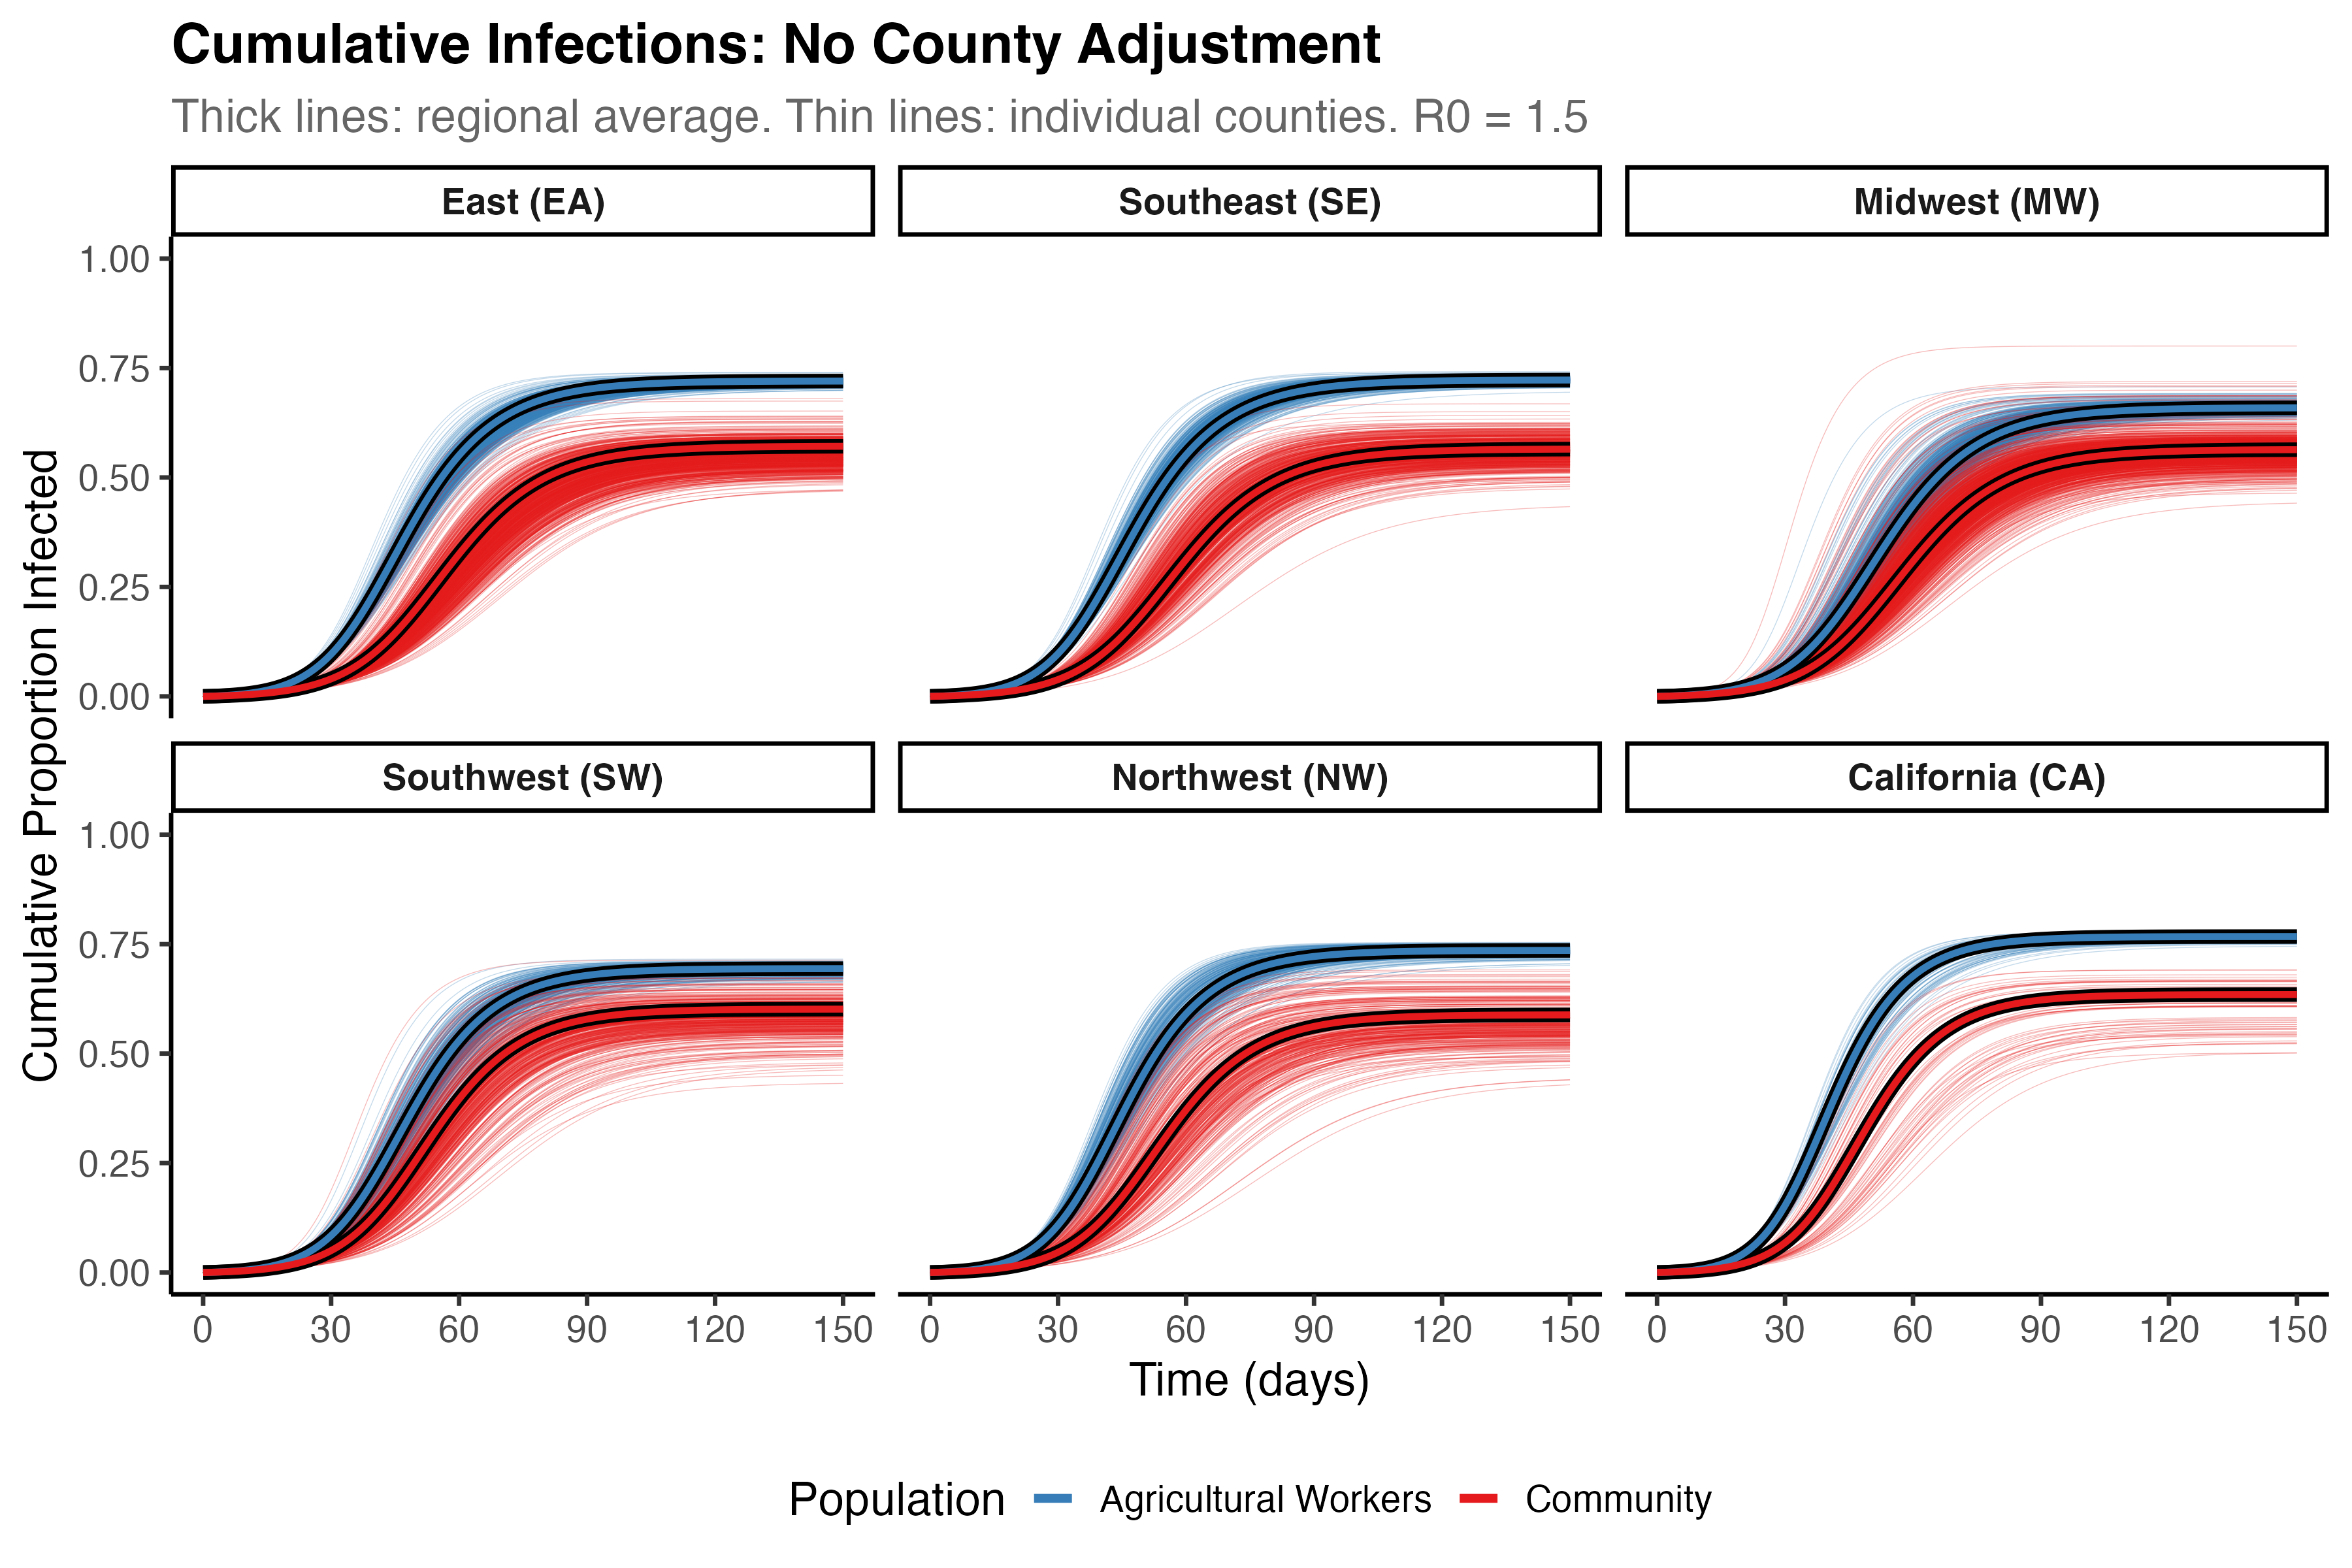 Cumulative Infections: No County Adjustment
Thick lines: regional average. Thin lines: individual counties. R0 = 1.5
East (EA)
Southeast (SE)
Midwest (MW)
1.00
0.75
0.50
0.25
0.00
Southwest (SW)
Northwest (NW)
California (CA)
1.00
0.75
0.50
0.25
0.00
Cumulative Proportion Infected
0 30 60 90 120 150
0 30 60 90 120 150
0 30 60 90 120 150
Time (days)
Population Agricultural Workers Community